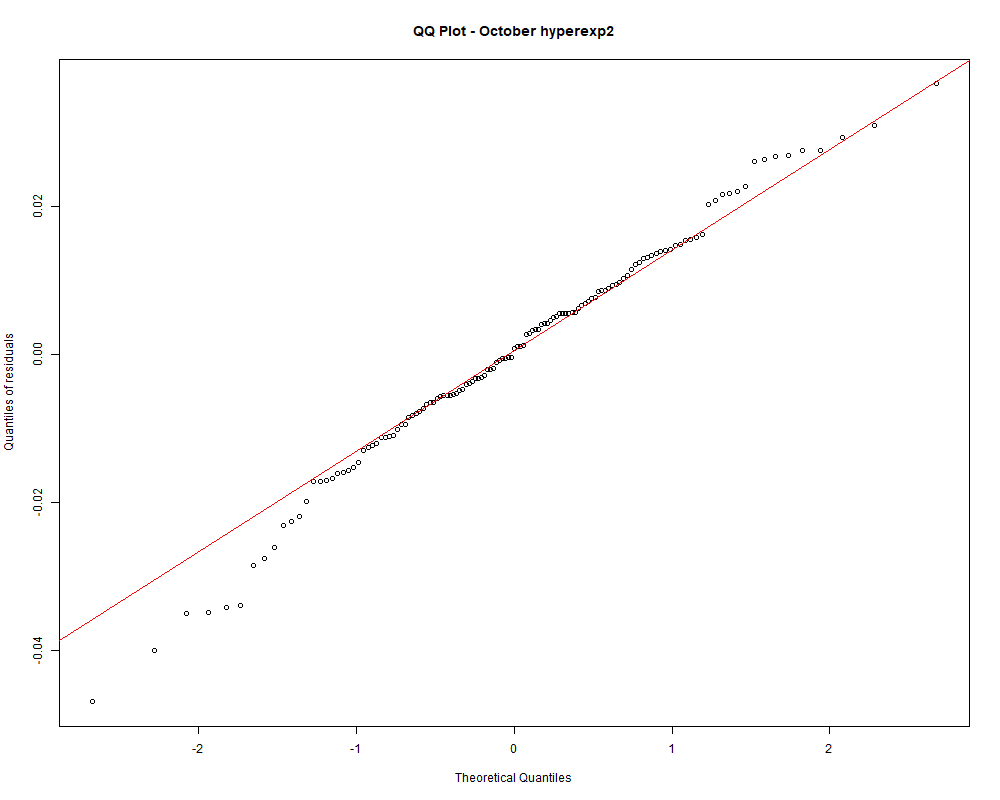 QQ Plot - October hyperexp2
Quantiles of residuals
0.02
0.00
-0.02
-0.04
-2 -1 0 1 2
Theoretical Quantiles